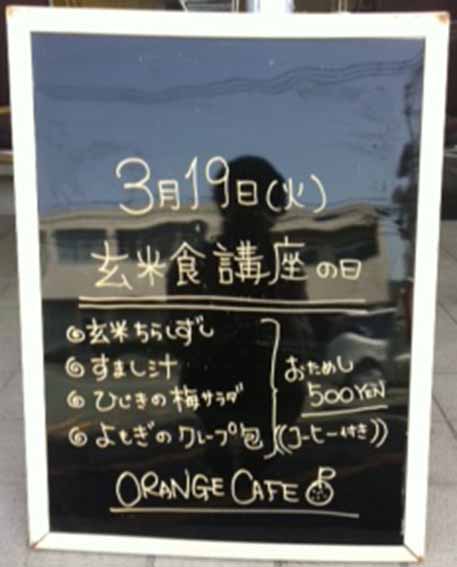 3月19日(火)
玄米食講座の日
玄米ちらしずし
すまし汁
ひじきの梅サラダ
よもぎのクレープ包
おためし
500YEN
((コーヒー付き))
ORANGE CAFE